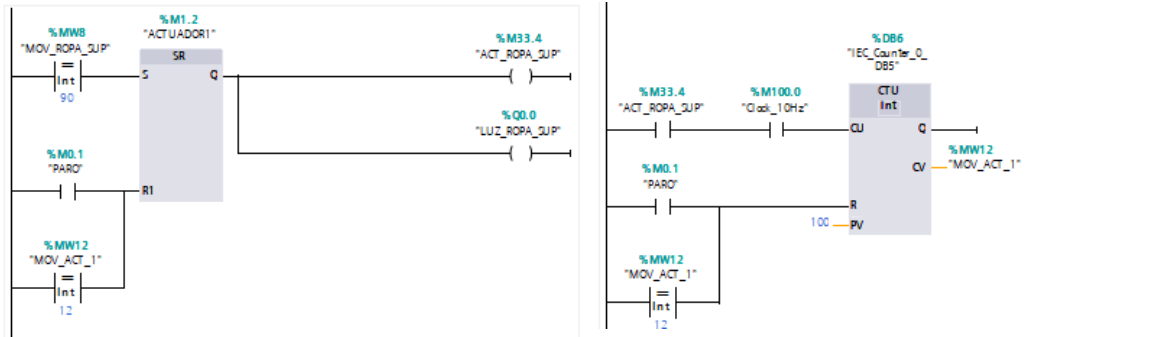 %MW8
"MOV_ROPA_SUP"
==
Int
90
%M1.2
"ACTUADOR1"
SR
S
Q
R1
%M33.4
"ACT_ROPA_SUP"
%Q0.0
"LUZ_ROPA_SUP"
%M0.1
"PARO"
%MW12
"MOV_ACT_1"
==
Int
12
%DB6
"IEC_Counter_0_
DB5"
CTU
Int
CU
Q
CV
R
PV
%M33.4
"ACT_ROPA_SUP"
%M100.0
"Clock_10Hz"
%MW12
"MOV_ACT_1"
%M0.1
"PARO"
100
%MW12
"MOV_ACT_1"
==
Int
12